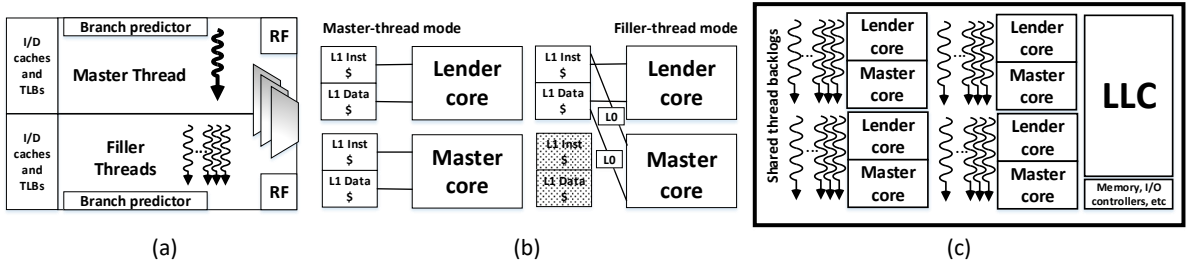 I/D
caches
and
TLBs
Branch predictor
RF
Master Thread
I/D
caches
and
TLBs
Filler
Threads
Branch predictor
RF
(a)
Master-thread mode
L1 Inst
$
L1 Data
$
Lender
core
L1 Inst
$
L1 Data
$
Master
core
Filler-thread mode
L1 Inst
$
L1 Data
$
L0
L0
Lender
core
L1 Inst
$
L1 Data
$
Master
core
(b)
Shared thread backlogs
Lender
core
Master
core
Lender
core
Master
core
Lender
core
Master
core
Lender
core
Master
core
LLC
Memory, I/O
controllers, etc
(c)